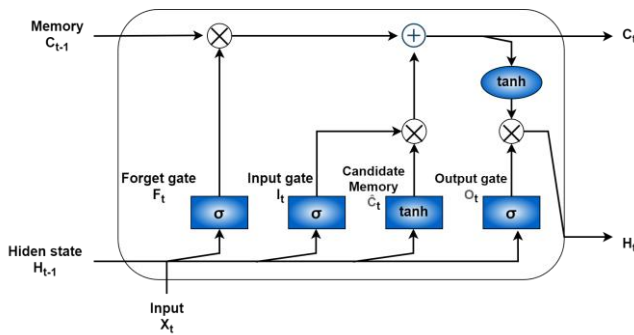 Memory
Cₜ₋₁
Cₜ
tanh
Forget gate
Fₜ
Input gate
Iₜ
Candidate
Memory
C̃ₜ
Output gate
Oₜ
σ
σ
tanh
σ
Hiden state
Hₜ₋₁
Hₜ
Input
Xₜ